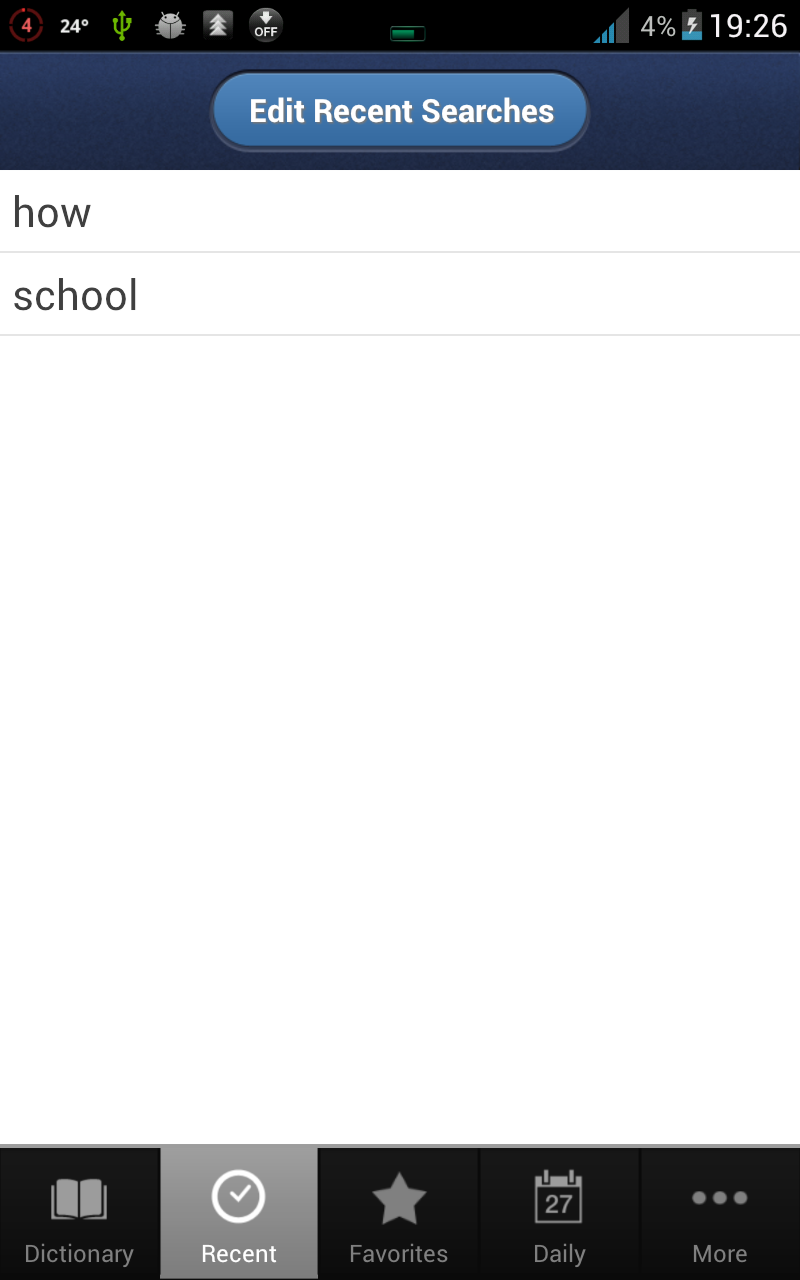 4 24° OFF 4% 19:26
Edit Recent Searches
how
school
27
Dictionary Recent Favorites Daily More